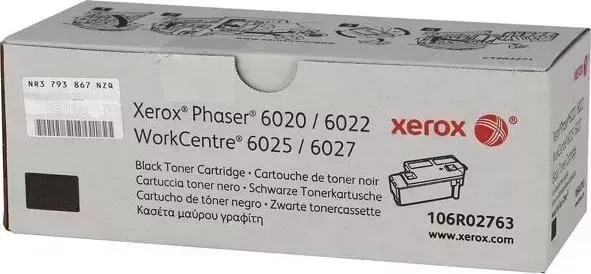 NR3 793 867 NZQ
Xerox® Phaser® 6020 / 6022
WorkCentre® 6025 / 6027
Black Toner Cartridge · Cartouche de toner noir
Cartuccia toner nero · Schwarze Tonerkartusche
Cartucho de tóner negro · Zwarte tonercassette
Κασέτα μαύρου γραφίτη
xerox
106R02763
www.xerox.com